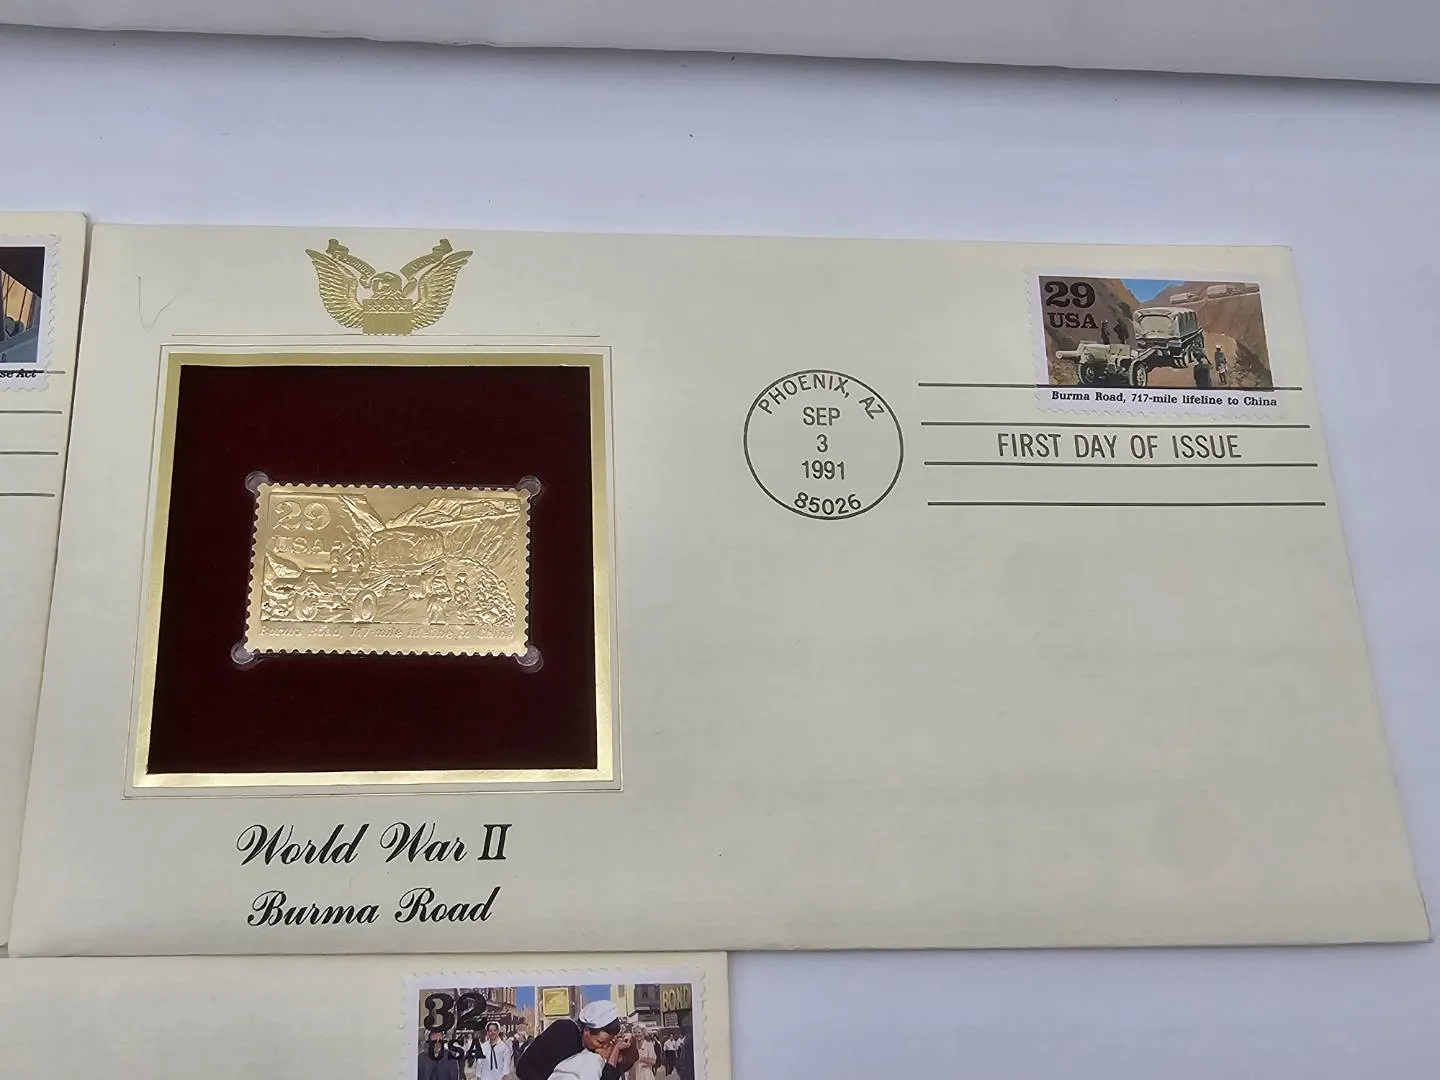 29
USA
Burma Road, 717-mile lifeline to China
PHOENIX, AZ
SEP
3
1991
85026
FIRST DAY OF ISSUE
29
USA
Burma Road, 717-mile lifeline to China
World War II
Burma Road
se Act
32
USA
BOND